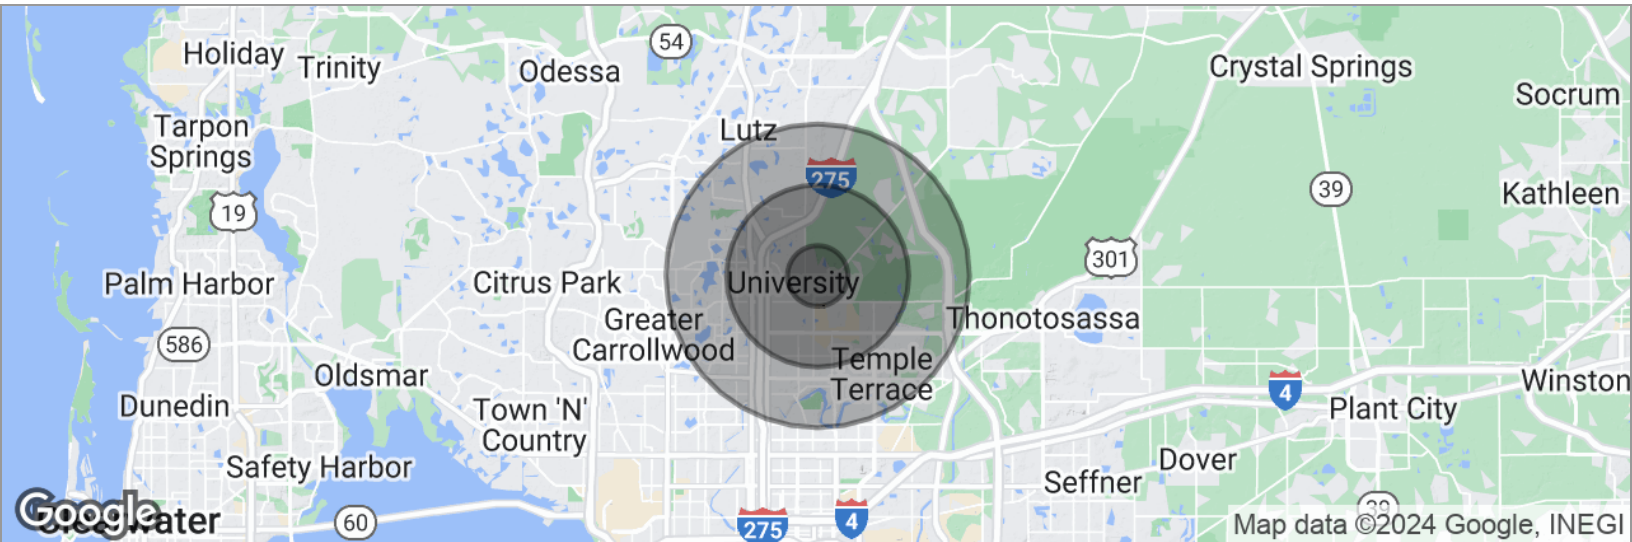 Holiday
Trinity
Odessa
54
Crystal Springs
Socrum
Tarpon
Springs
Lutz
275
39
Kathleen
19
301
Palm Harbor
Citrus Park
University
Greater
Carrollwood
Thonotosassa
586
Oldsmar
Temple
Terrace
4
Winston
Dunedin
Town 'N'
Country
Plant City
Safety Harbor
Dover
Seffner
Google
Clearwater
60
275
4
39
Map data ©2024 Google, INEGI